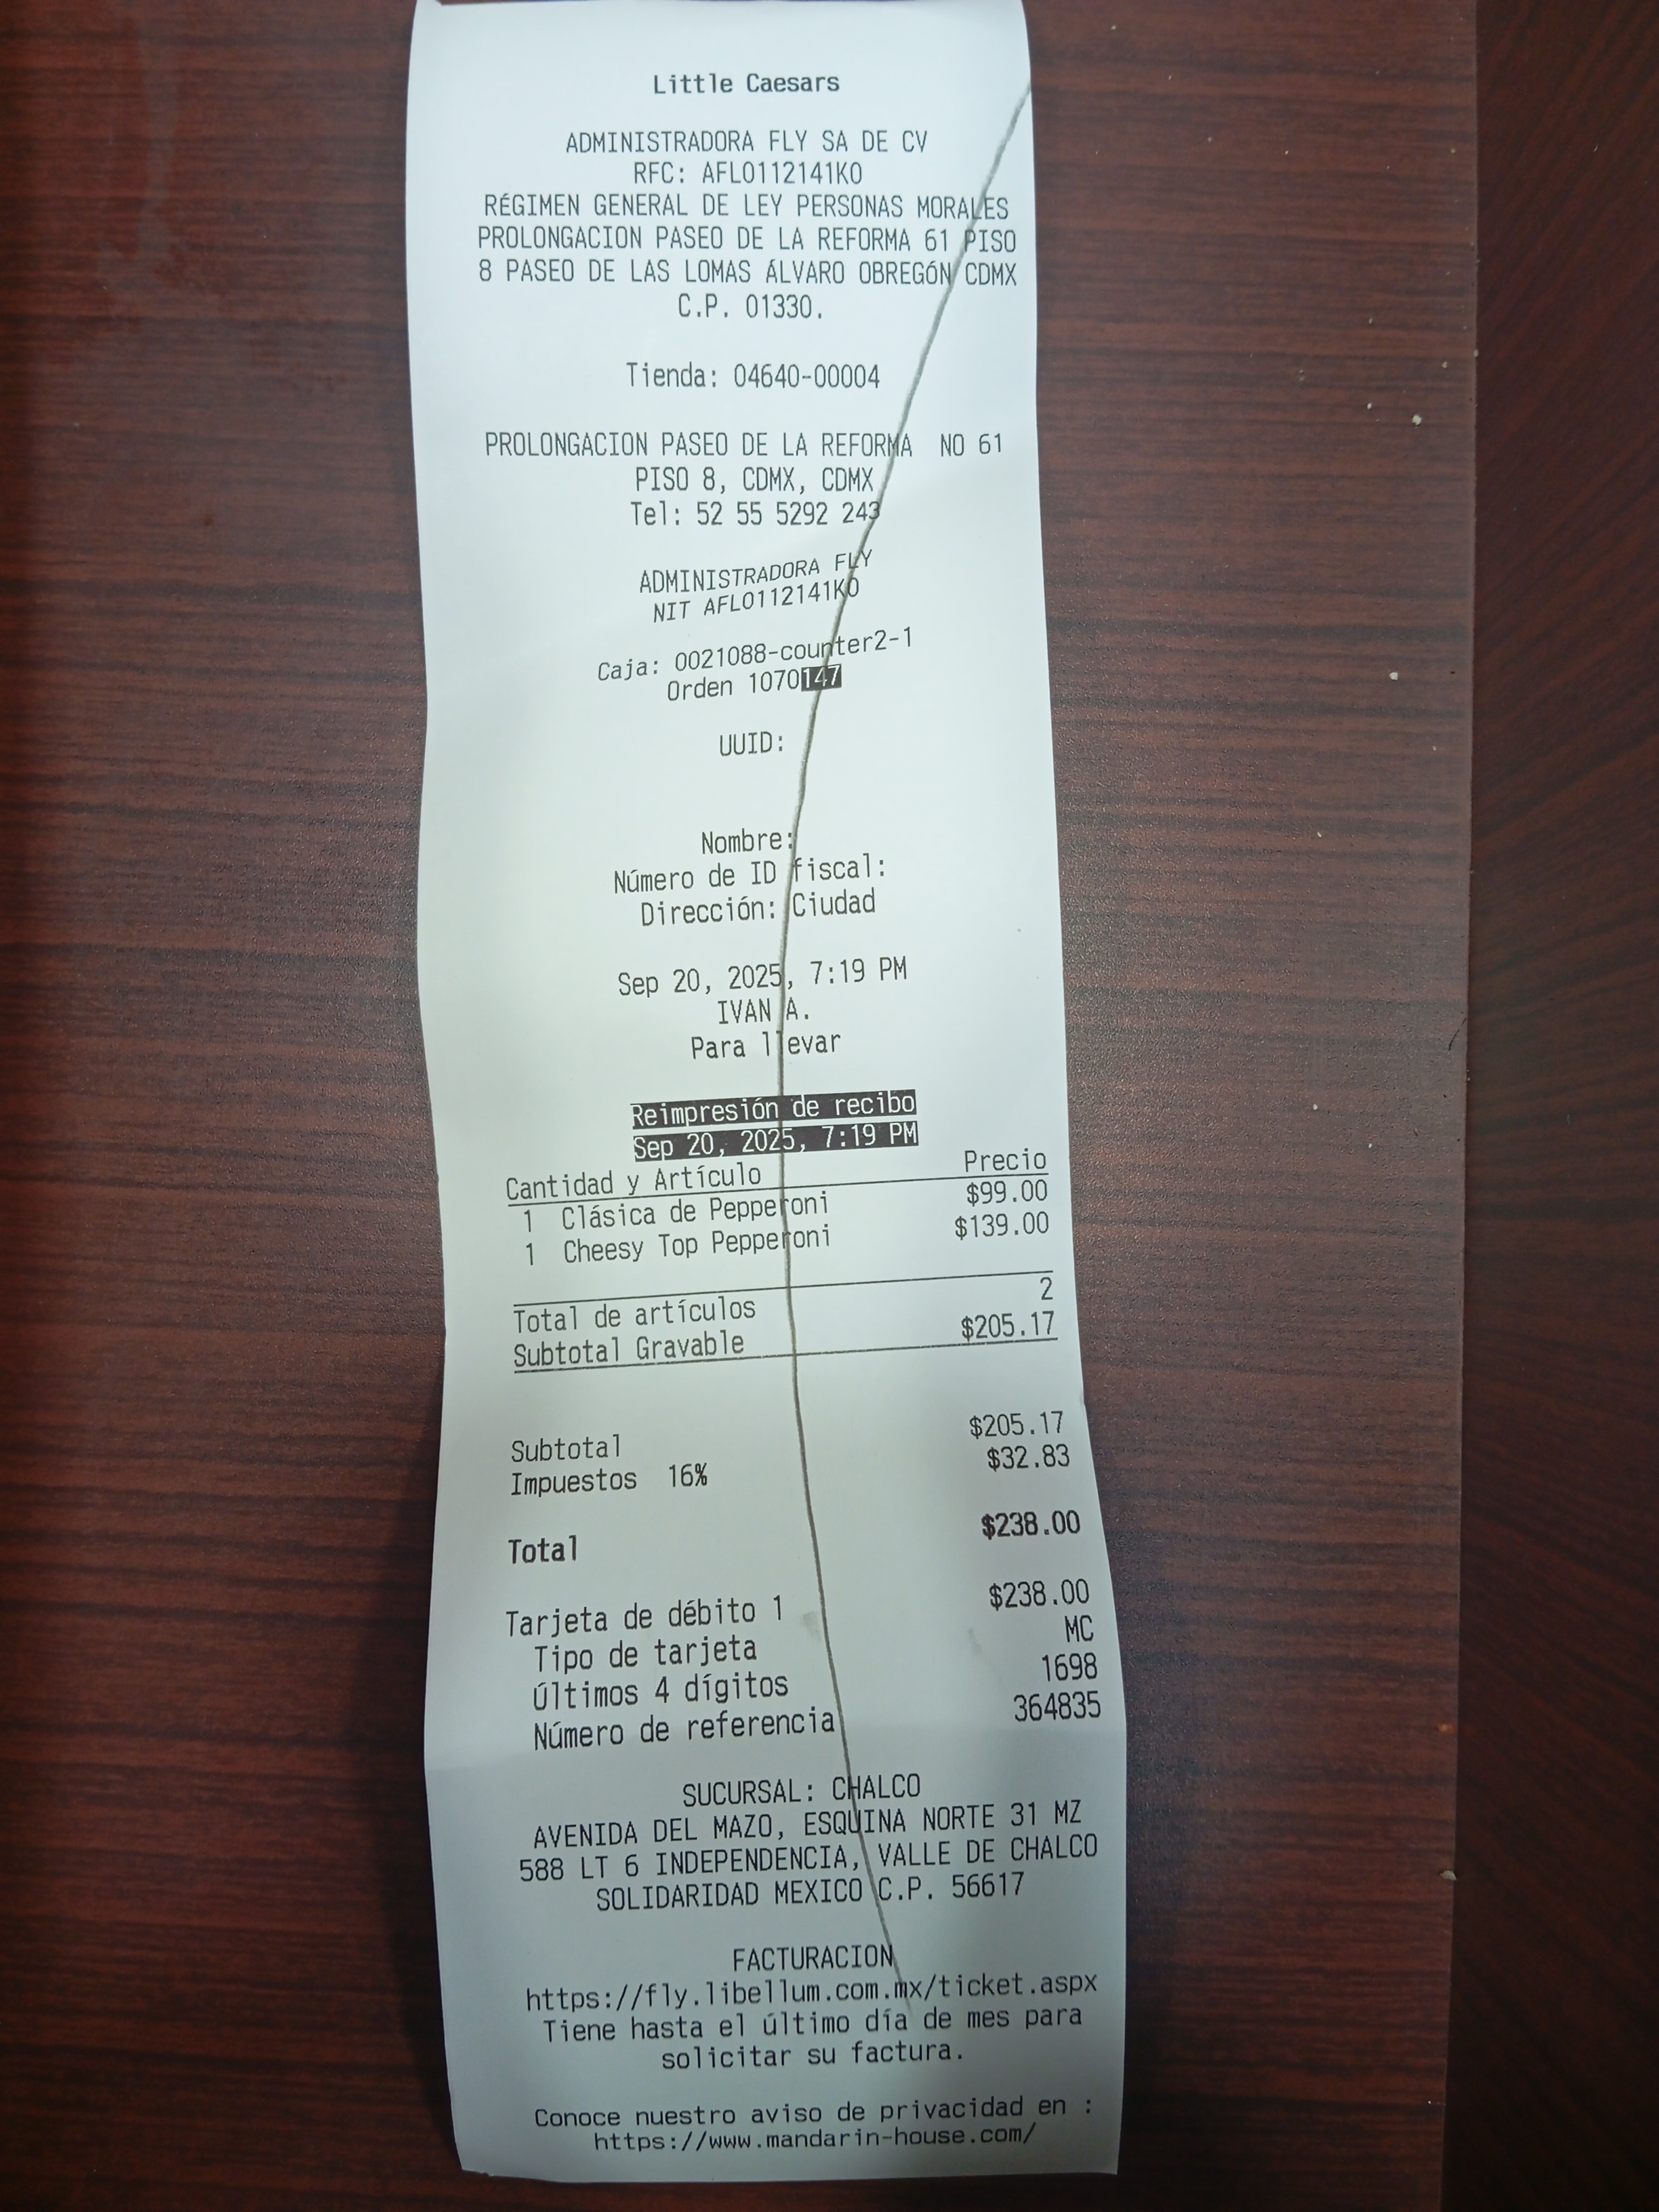 Little Caesars
ADMINISTRADORA FLY SA DE CV
RFC: AFL0112141K0
RÉGIMEN GENERAL DE LEY PERSONAS MORALES
PROLONGACION PASEO DE LA REFORMA 61 PISO
8 PASEO DE LAS LOMAS ÁLVARO OBREGÓN CDMX
C.P. 01330.
Tienda: 04640-00004
PROLONGACION PASEO DE LA REFORMA NO 61
PISO 8, CDMX, CDMX
Tel: 52 55 5292 243
ADMINISTRADORA FLY
NIT AFL0112141K0
Caja: 0021088-counter2-1
Orden 1070147
UUID:
Nombre:
Número de ID fiscal:
Dirección: Ciudad
Sep 20, 2025, 7:19 PM
IVAN A.
Para llevar
Reimpresión de recibo
Sep 20, 2025, 7:19 PM
Cantidad y Artículo Precio
1 Clásica de Pepperoni $99.00
1 Cheesy Top Pepperoni $139.00
Total de artículos 2
Subtotal Gravable $205.17
Subtotal $205.17
Impuestos 16% $32.83
Total $238.00
Tarjeta de débito 1 $238.00
Tipo de tarjeta MC
Últimos 4 dígitos 1698
Número de referencia 364835
SUCURSAL: CHALCO
AVENIDA DEL MAZO, ESQUINA NORTE 31 MZ
588 LT 6 INDEPENDENCIA, VALLE DE CHALCO
SOLIDARIDAD MEXICO C.P. 56617
FACTURACION
https://fly.libellum.com.mx/ticket.aspx
Tiene hasta el último día de mes para
solicitar su factura.
Conoce nuestro aviso de privacidad en :
https://www.mandarin-house.com/